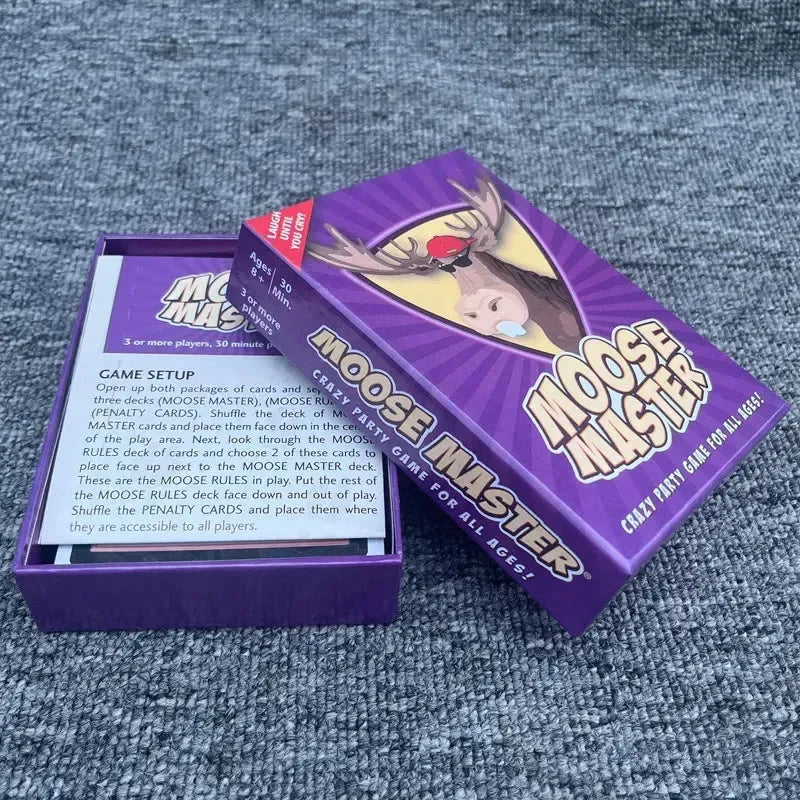 LAUGH
UNTIL
YOU CRY!
Ages
8 +
30
Min.
3 or more
players
MOOSE MASTER®
CRAZY PARTY GAME FOR ALL AGES!
MOOSE
MASTER®
CRAZY PARTY GAME FOR ALL AGES!
3 or more players, 30 minute
GAME SETUP
Open up both packages of cards and
three decks (MOOSE MASTER), (MOOSE
(PENALTY CARDS). Shuffle the deck of
MASTER cards and place them face down in the
of the play area. Next, look through the
RULES deck of cards and choose 2 of these cards to
place face up next to the MOOSE MASTER deck.
These are the MOOSE RULES in play. Put the rest of
the MOOSE RULES deck face down and out of play.
Shuffle the PENALTY CARDS and place them where
they are accessible to all players.